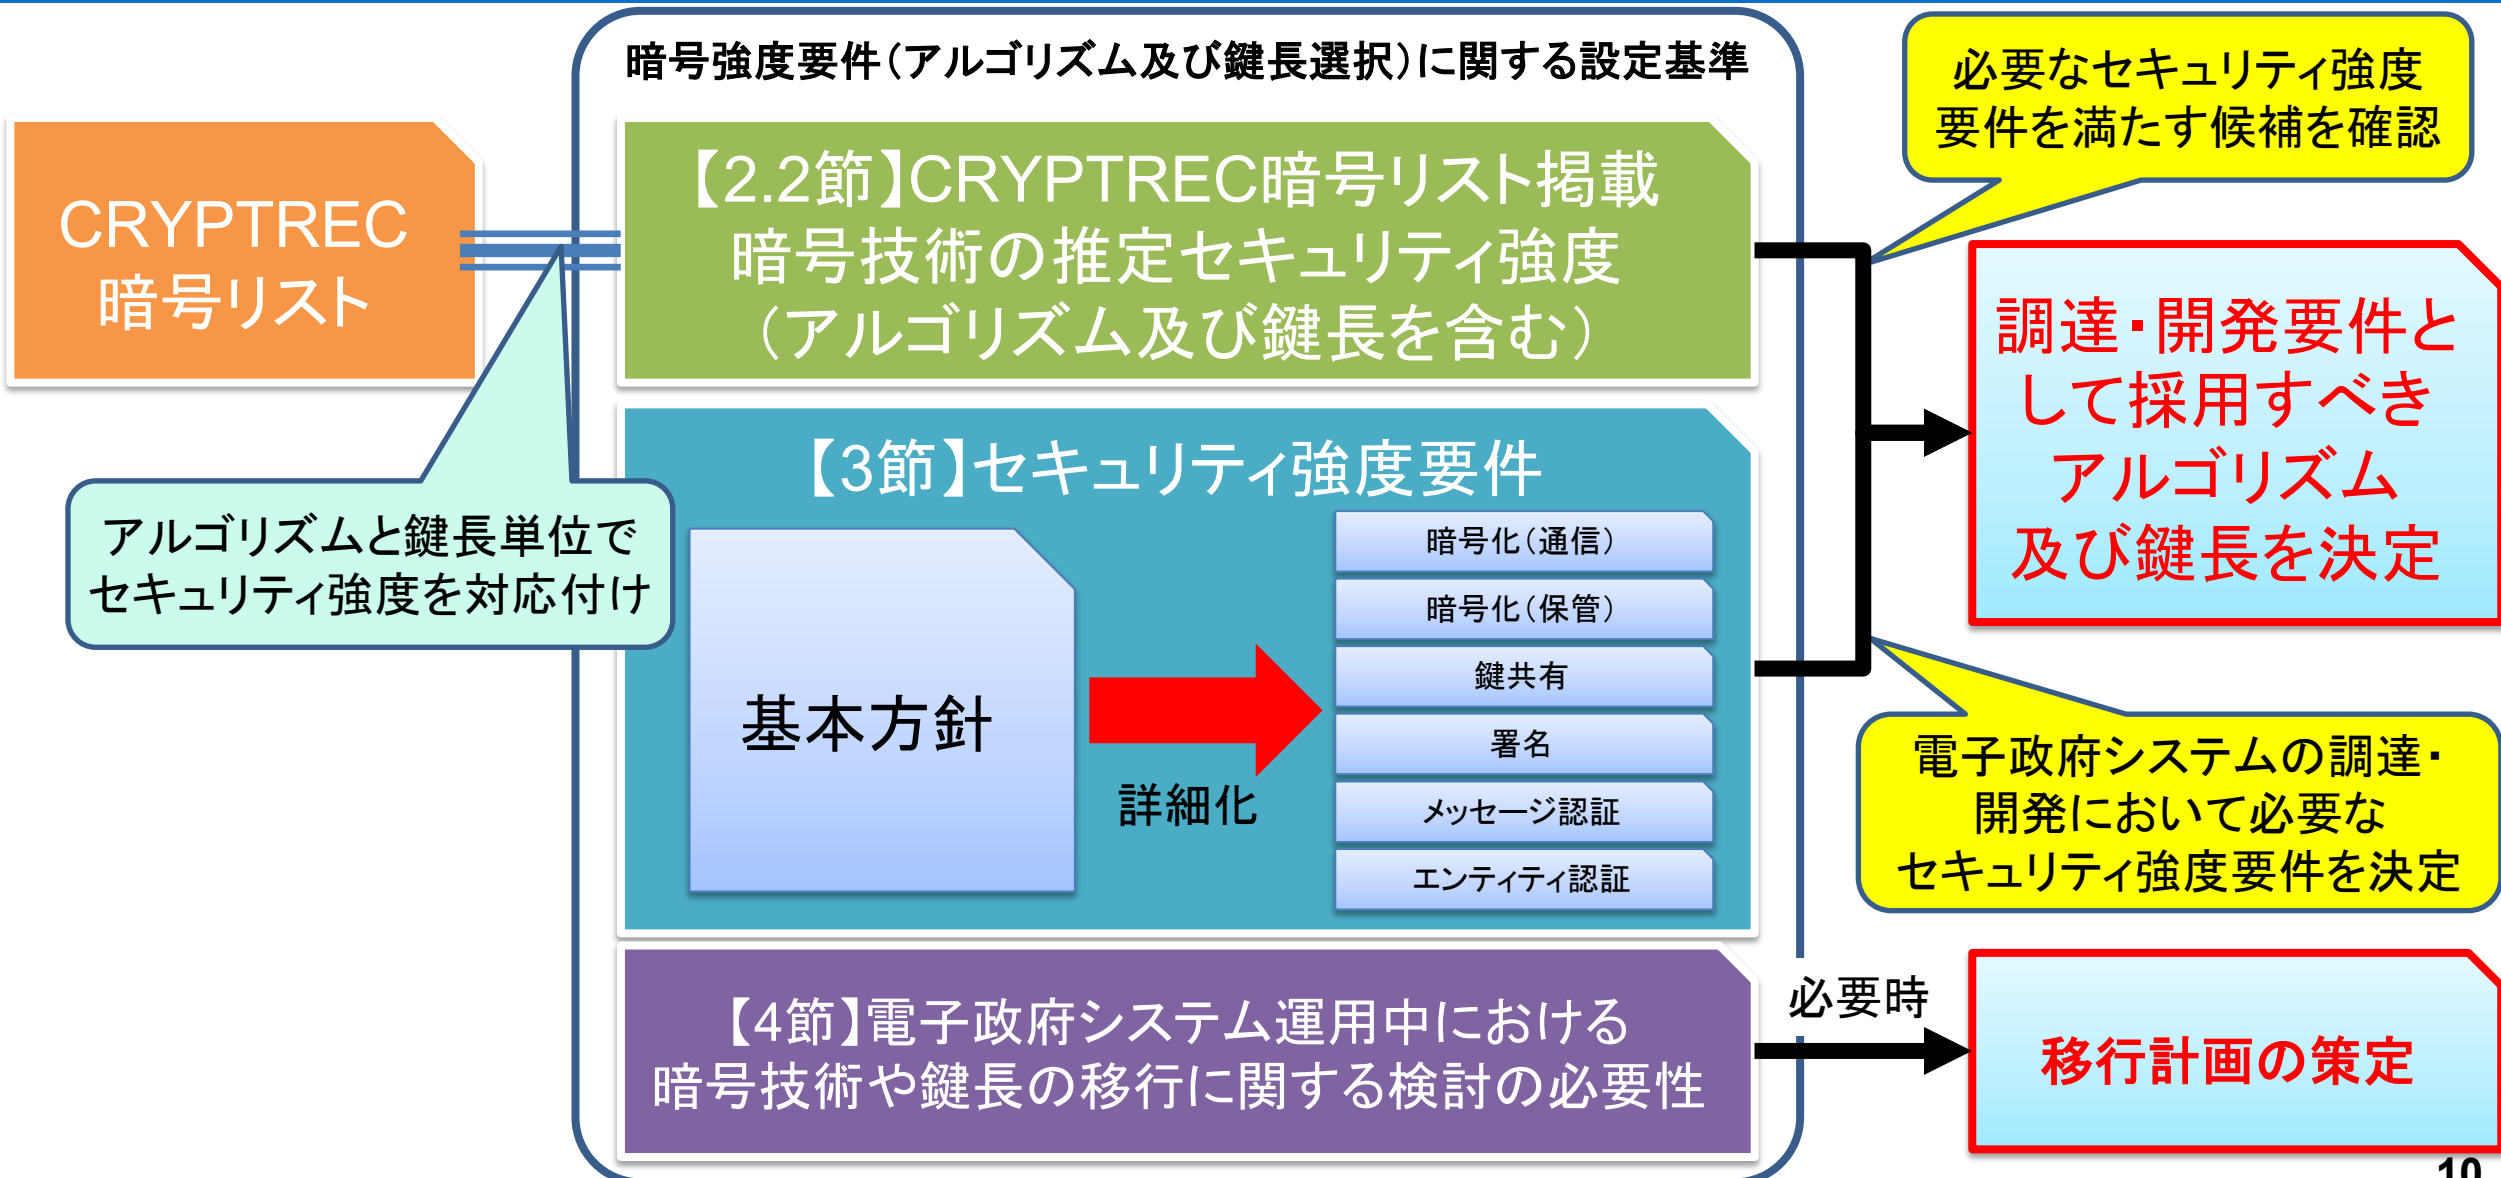 暗号強度要件(アルゴリズム及び鍵長選択)に関する設定基準
CRYPTREC
暗号リスト
【2.2節】CRYPTREC暗号リスト掲載
暗号技術の推定セキュリティ強度
(アルゴリズム及び鍵長を含む)
必要なセキュリティ強度
要件を満たす候補を確認
アルゴリズムと鍵長単位で
セキュリティ強度を対応付け
【3節】セキュリティ強度要件
基本方針
詳細化
暗号化(通信)
暗号化(保管)
鍵共有
署名
メッセージ認証
エンティティ認証
調達・開発要件と
して採用すべき
アルゴリズム
及び鍵長を決定
電子政府システムの調達・
開発において必要な
セキュリティ強度要件を決定
【4節】電子政府システム運用中における
暗号技術や鍵長の移行に関する検討の必要性
必要時
移行計画の策定
10